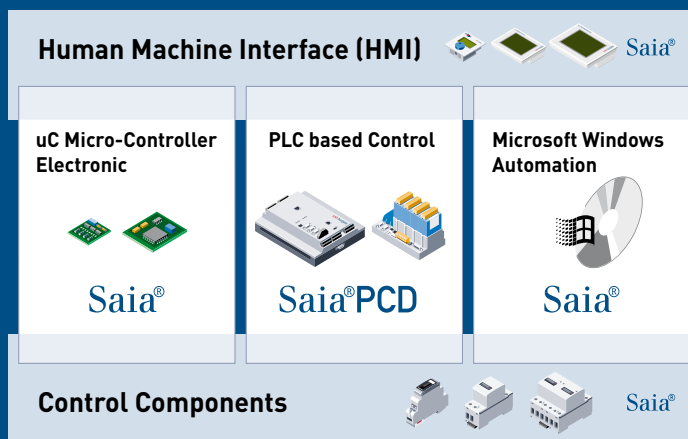 Human Machine Interface (HMI)
Saia®
uC Micro-Controller
Electronic
PLC based Control
Microsoft Windows
Automation
Saia®
Saia®PCD
Saia®
Control Components
Saia®